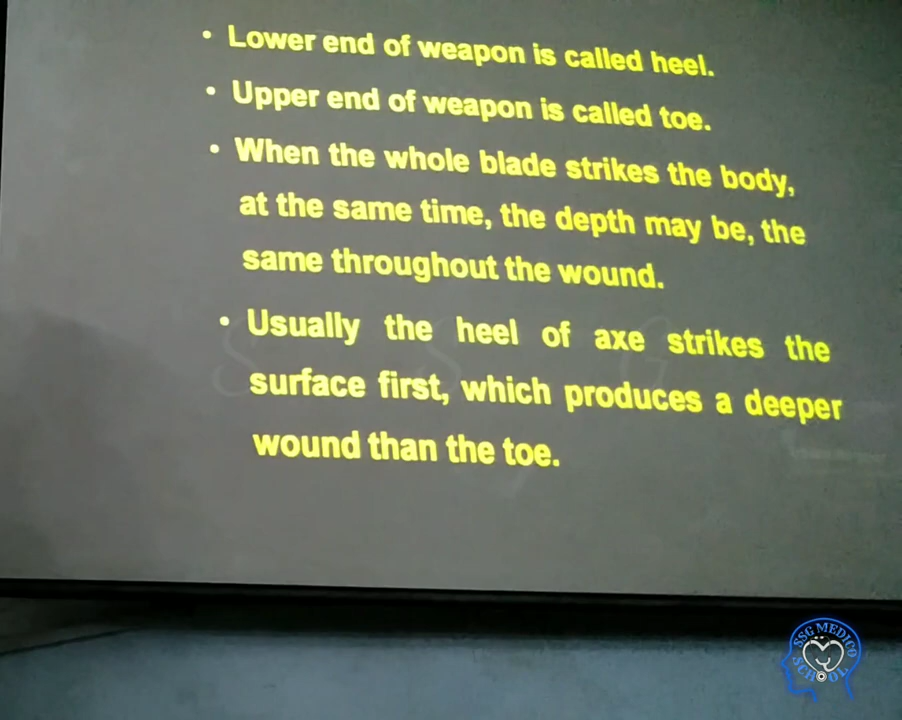 • Lower end of weapon is called heel.
• Upper end of weapon is called toe.
• When the whole blade strikes the body,
at the same time, the depth may be, the
same throughout the wound.
• Usually the heel of axe strikes the
surface first, which produces a deeper
wound than the toe.
S S G
SSG MEDICO
SCHOOL